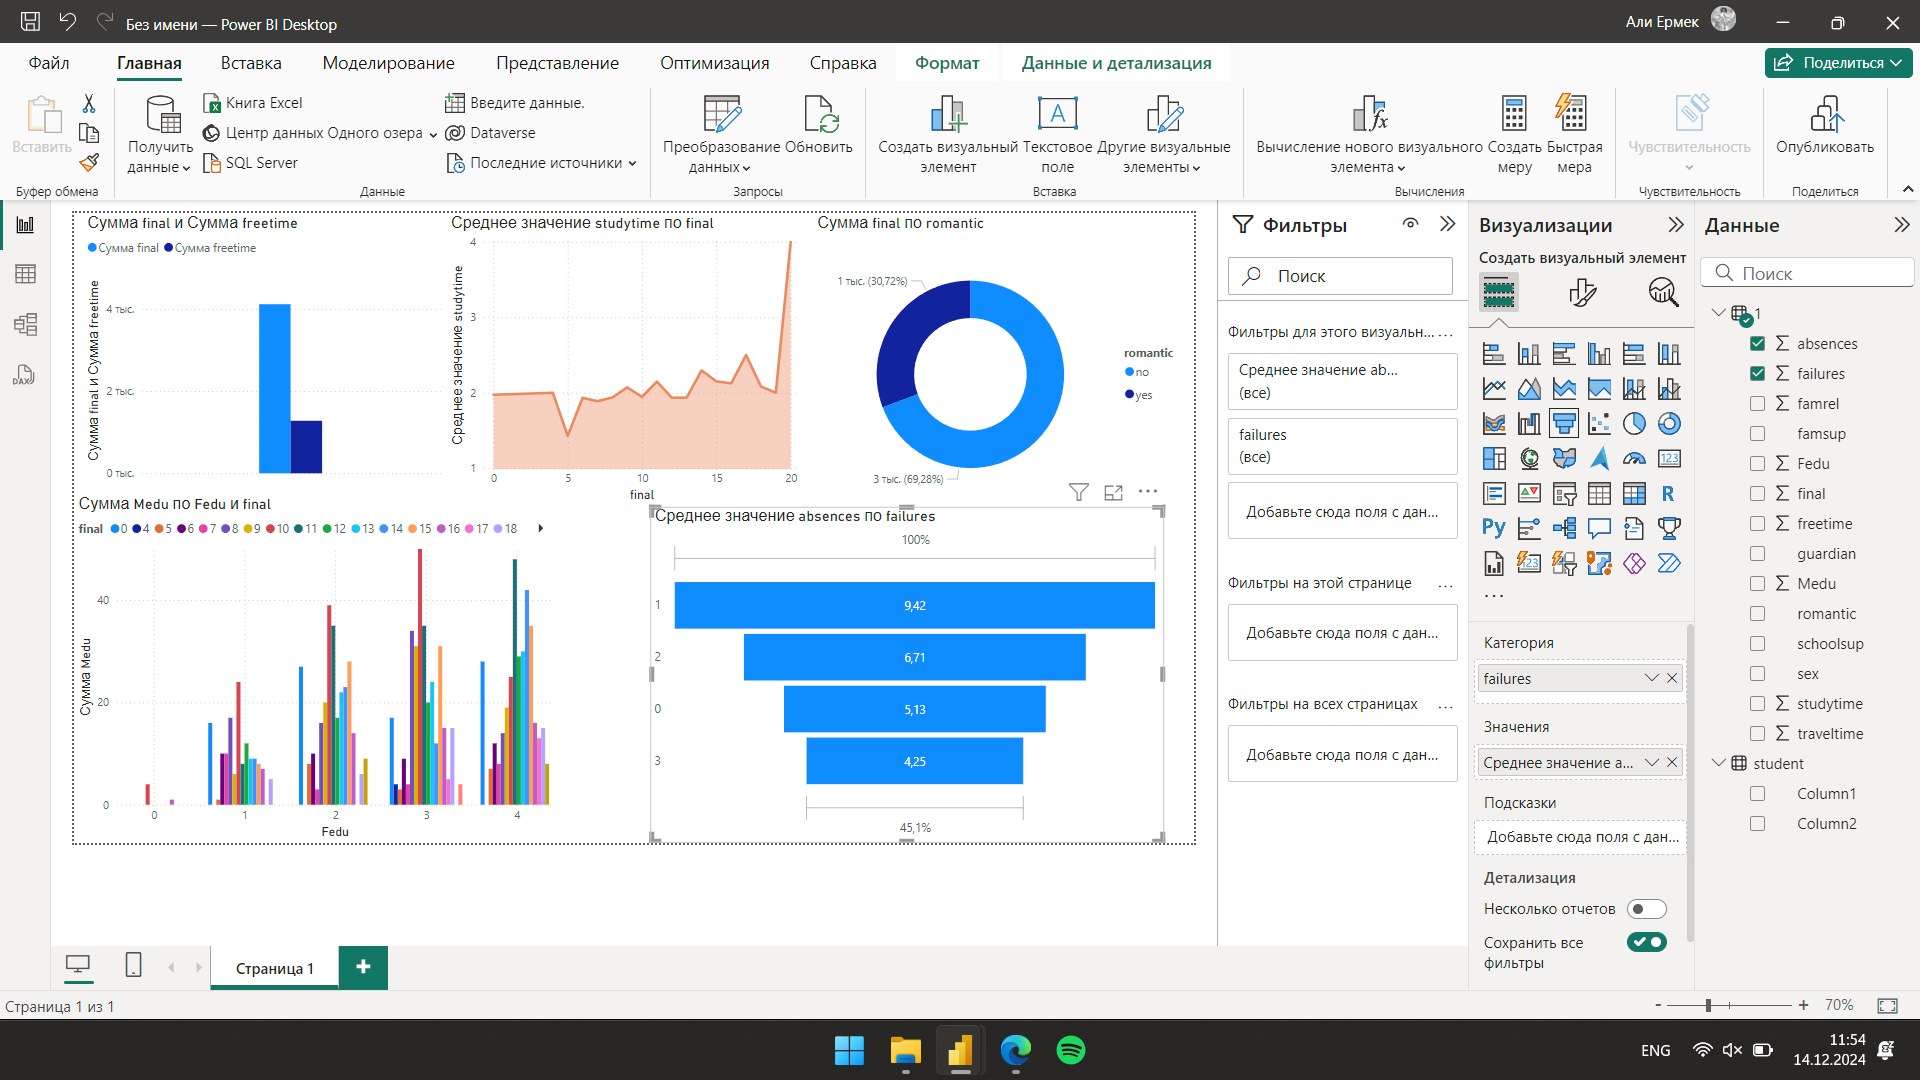 Без имени — Power BI Desktop
Али Ермек
Файл
Главная
Вставка
Моделирование
Представление
Оптимизация
Справка
Формат
Данные и детализация
Поделиться
Вставить
Буфер обмена
Получить
данные
Книга Excel
Центр данных Одного озера
SQL Server
Введите данные.
Dataverse
Последние источники
Данные
Преобразование
данных
Обновить
Запросы
Создать визуальный
элемент
Текстовое
поле
Другие визуальные
элементы
Вставка
Вычисление нового визуального
элемента
Создать
меру
Быстрая
мера
Вычисления
Чувствительность
Чувствительность
Опубликовать
Поделиться
DAX
Сумма final и Сумма freetime
Сумма final
Сумма freetime
Сумма final и Сумма freetime
4 тыс.
2 тыс.
0 тыс.
Среднее значение studytime по final
Среднее значение studytime
4
3
2
1
0
5
10
15
20
final
Сумма final по romantic
1 тыс. (30,72%)
3 тыс. (69,28%)
romantic
no
yes
Сумма Medu по Fedu и final
final 0 4 5 6 7 8 9 10 11 12 13 14 15 16 17 18
Сумма Medu
40
20
0
0
1
2
3
4
Fedu
Среднее значение absences по failures
100%
1
9,42
2
6,71
0
5,13
3
4,25
45,1%
Фильтры
Поиск
Фильтры для этого визуальн...
Среднее значение ab...
(все)
failures
(все)
Добавьте сюда поля с дан...
Фильтры на этой странице
Добавьте сюда поля с дан...
Фильтры на всех страницах
Добавьте сюда поля с дан...
Визуализации
Создать визуальный элемент
123
R
Py
123
Категория
failures
Значения
Среднее значение а...
Подсказки
Добавьте сюда поля с дан...
Детализация
Несколько отчетов
Сохранить все
фильтры
Данные
Поиск
1
absences
failures
famrel
famsup
Fedu
final
freetime
guardian
Medu
romantic
schoolsup
sex
studytime
traveltime
student
Column1
Column2
Страница 1
Страница 1 из 1
- + 70%
ENG
11:54
14.12.2024